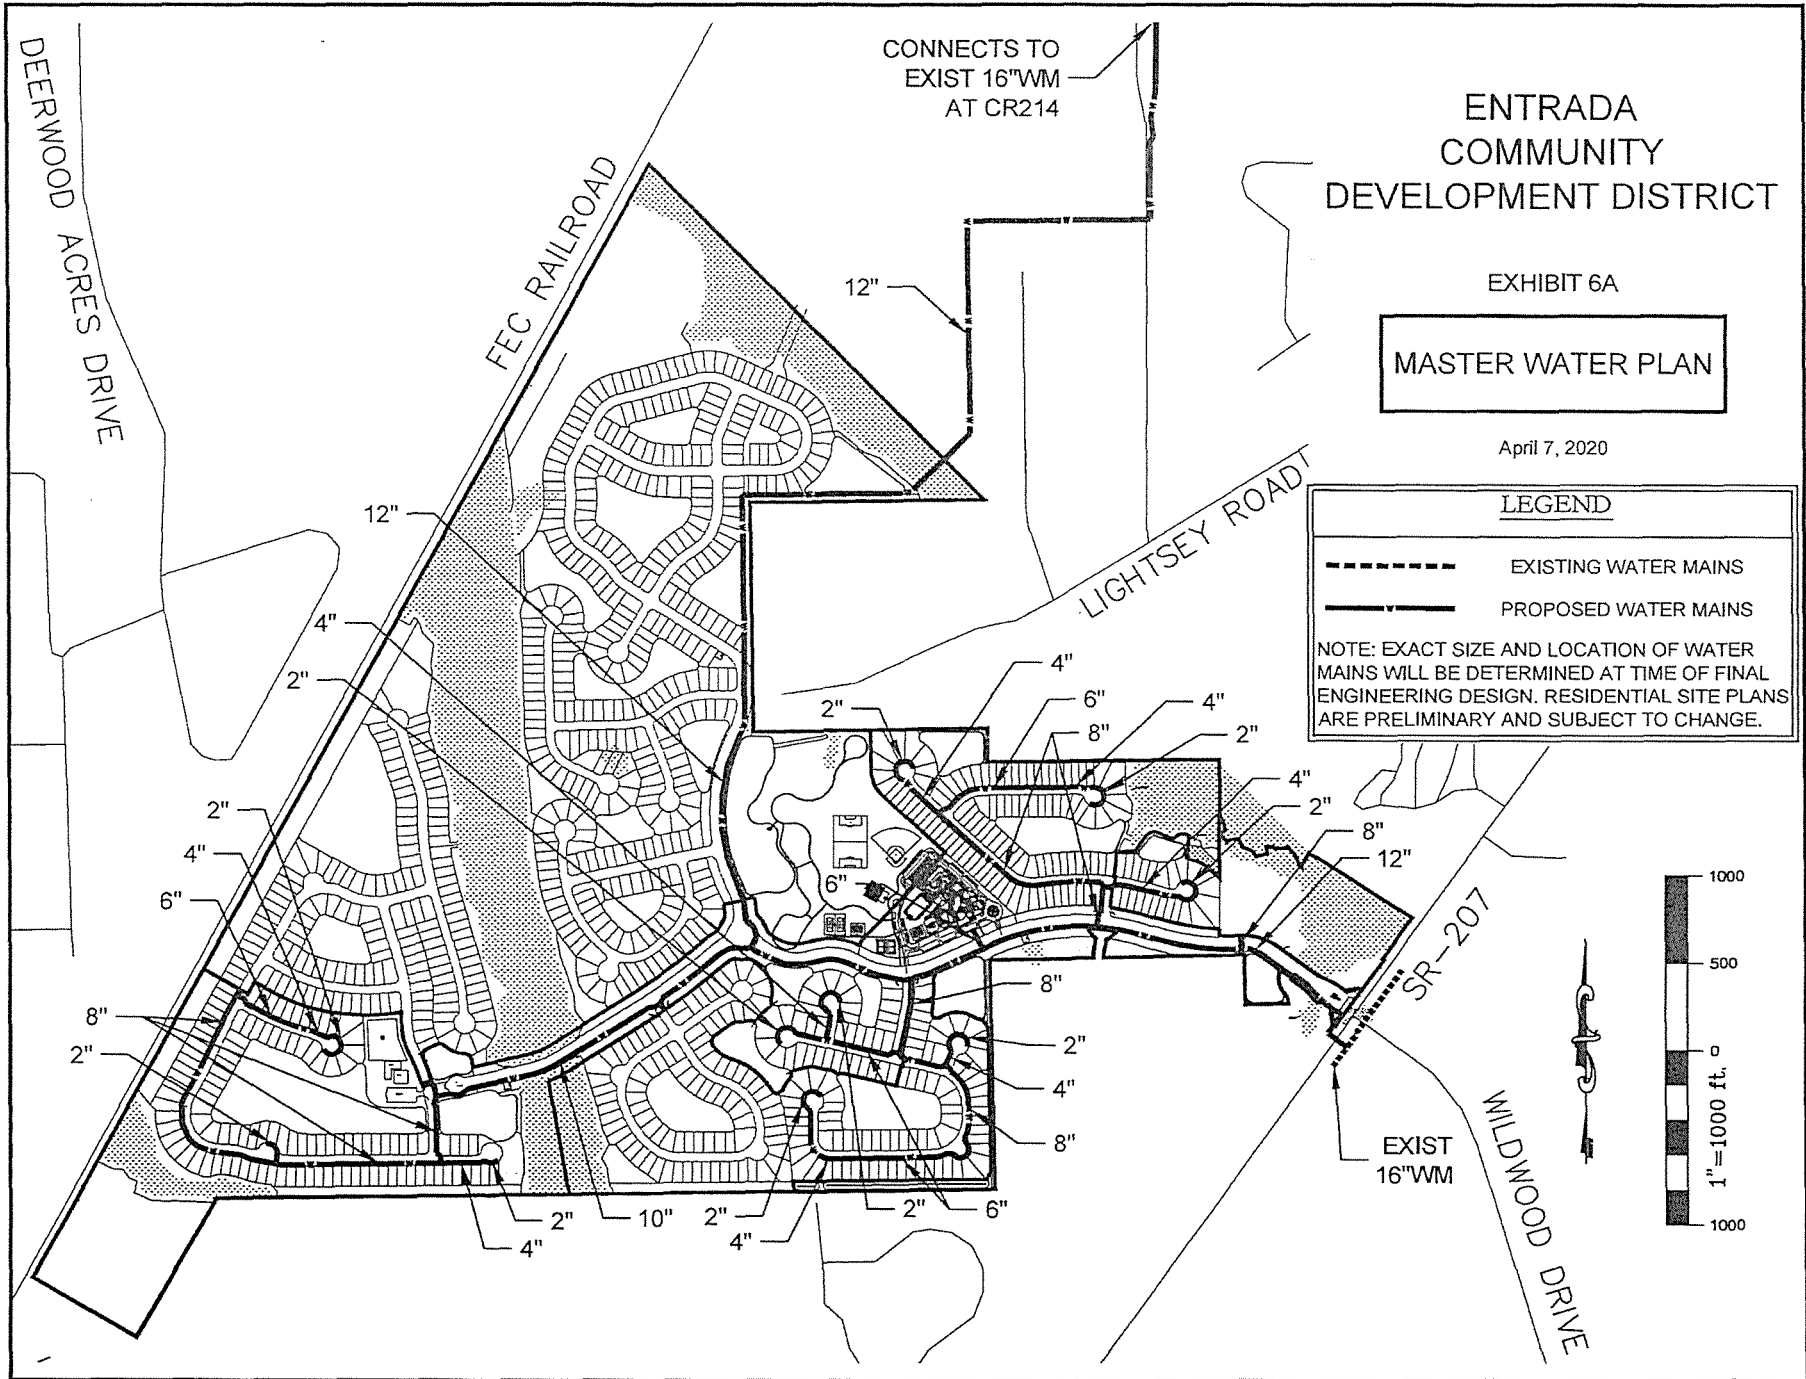 DEERWOOD ACRES DRIVE
FEC RAILROAD
CONNECTS TO
EXIST 16"WM
AT CR214
ENTRADA
COMMUNITY
DEVELOPMENT DISTRICT
EXHIBIT 6A
MASTER WATER PLAN
April 7, 2020
12"
LIGHTSEY ROAD
LEGEND
EXISTING WATER MAINS
PROPOSED WATER MAINS
NOTE: EXACT SIZE AND LOCATION OF WATER
MAINS WILL BE DETERMINED AT TIME OF FINAL
ENGINEERING DESIGN. RESIDENTIAL SITE PLANS
ARE PRELIMINARY AND SUBJECT TO CHANGE.
12"
4"
2"
2"
4"
6"
8"
2"
2"
4"
6"
8"
4"
2"
4"
2"
8"
12"
6"
8"
2"
4"
8"
6"
2"
2"
4"
10"
2"
4"
SR-207
EXIST
16"WM
WILDWOOD DRIVE
1000
500
0
1000
1"=1000 ft.